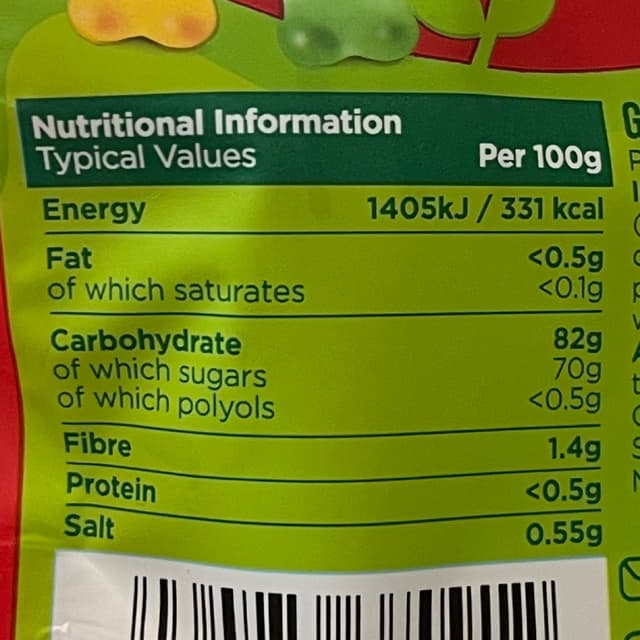 Nutritional Information
Typical Values Per 100g
Energy 1405kJ / 331 kcal
Fat <0.5g
of which saturates <0.1g
Carbohydrate 82g
of which sugars 70g
of which polyols <0.5g
Fibre 1.4g
Protein <0.5g
Salt 0.55g